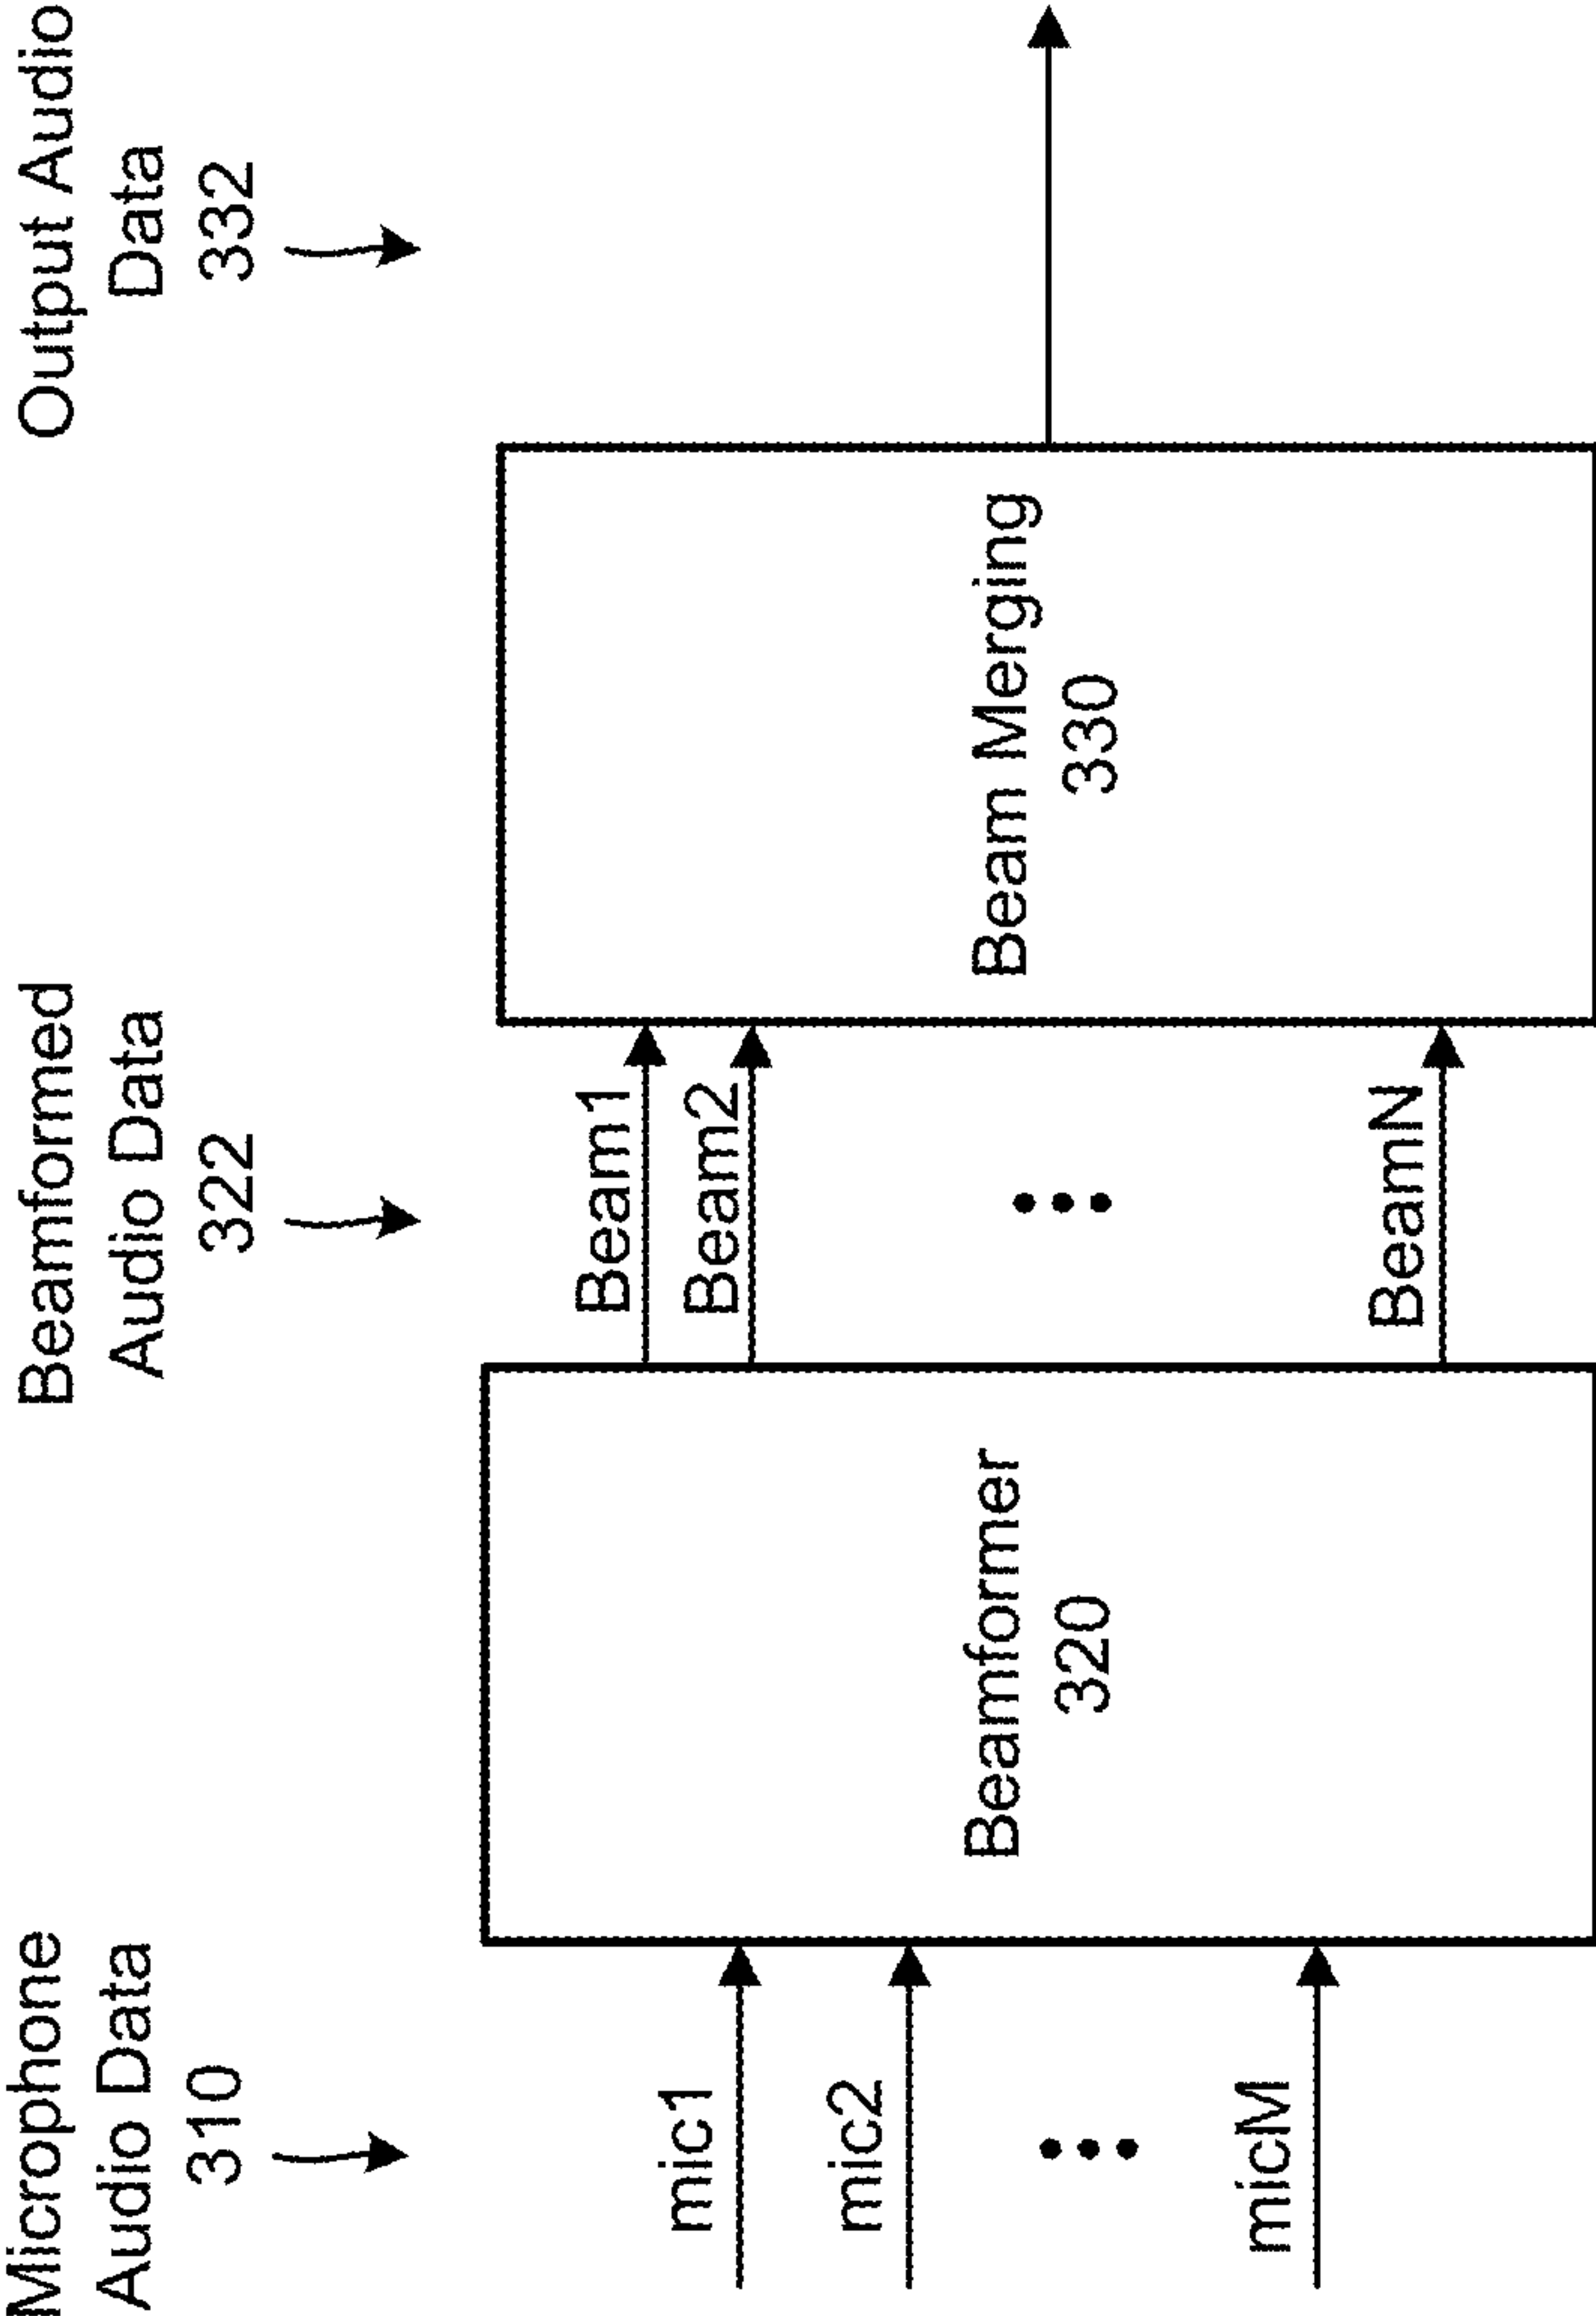 Microphone
Audio Data
310
Beamformed
Audio Data
322
Output Audio
Data
332
mic1
mic2
micM
Beamformer
320
Beam1
Beam2
BeamN
Beam Merging
330